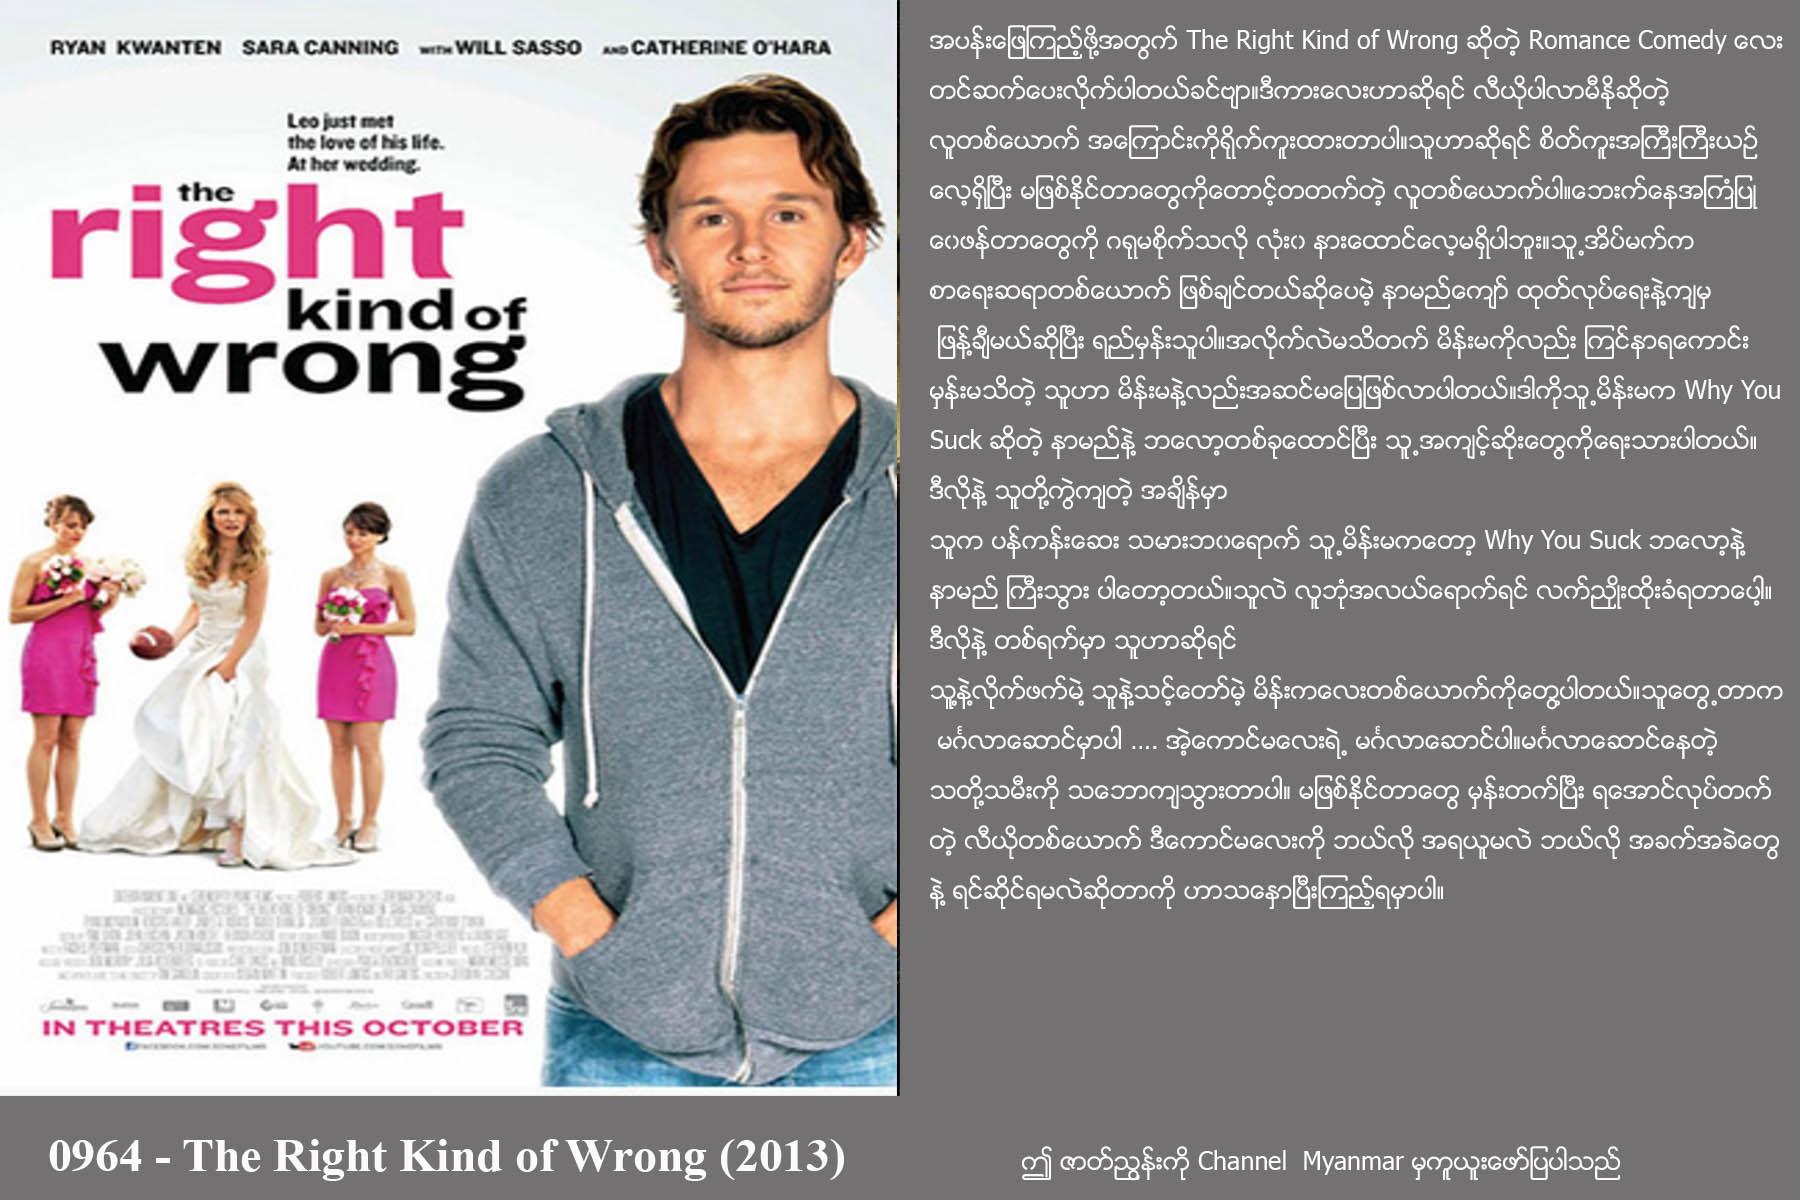 RYAN KWANTEN SARA CANNING WITH WILL SASSO AND CATHERINE O'HARA
Leo just met
the love of his life.
At her wedding.
the
right
kind of
wrong
IN THEATRES THIS OCTOBER
0964 - The Right Kind of Wrong (2013)
အပန်းဖြေကြည့်ဖို့အတွက် The Right Kind of Wrong ဆိုတဲ့ Romance Comedy လေး
တင်ဆက်ပေးလိုက်ပါတယ်ခင်ဗျာ။ဒီကားလေးဟာဆိုရင် လီယိုပါလာမီနိုဆိုတဲ့
လူတစ်ယောက် အကြောင်းကိုရိုက်ကူးထားတာပါ။သူဟာဆိုရင် စိတ်ကူးအကြီးကြီးယဉ်
လေ့ရှိပြီး မဖြစ်နိုင်တာတွေကိုတောင့်တတက်တဲ့ လူတစ်ယောက်ပါ။ဘေးက်နေအကြံပြု
ဝေဖန်တာတွေကို ဂရုမစိုက်သလို လုံးဝ နားထောင်လေ့မရှိပါဘူး။သူ့အိပ်မက်က
စာရေးဆရာတစ်ယောက် ဖြစ်ချင်တယ်ဆိုပေမဲ့ နာမည်ကျော် ထုတ်လုပ်ရေးနဲ့ကျမှ
ဖြန့်ချီမယ်ဆိုပြီး ရည်မှန်းသူပါ။အလိုက်လဲမသိတက် မိန်းမကိုလည်း ကြင်နာရကောင်း
မှန်းမသိတဲ့ သူဟာ မိန်းမနဲ့လည်းအဆင်မပြေဖြစ်လာပါတယ်။ဒါကိုသူ့မိန်းမက Why You
Suck ဆိုတဲ့ နာမည်နဲ့ ဘလော့တစ်ခုထောင်ပြီး သူ့အကျင့်ဆိုးတွေကိုရေးသားပါတယ်။
ဒီလိုနဲ့ သူတို့ကွဲကျတဲ့ အချိန်မှာ
သူက ပန်ကန်းဆေး သမားဘဝရောက် သူ့မိန်းမကတော့ Why You Suck ဘလော့နဲ့
နာမည် ကြီးသွား ပါတော့တယ်။သူလဲ လူဘုံအလယ်ရောက်ရင် လက်ညှိုးထိုးခံရတာပေ့ါ။
ဒီလိုနဲ့ တစ်ရက်မှာ သူဟာဆိုရင်
သူ့နဲ့လိုက်ဖက်မဲ့ သူနဲ့သင့်တော်မဲ့ မိန်းကလေးတစ်ယောက်ကိုတွေ့ပါတယ်။သူတွေ့တာက
မင်္ဂလာဆောင်မှာပါ .... အဲ့ကောင်မလေးရဲ့ မင်္ဂလာဆောင်ပါ။မင်္ဂလာဆောင်နေတဲ့
သတို့သမီးကို သဘောကျသွားတာပါ။ မဖြစ်နိုင်တာတွေ မှန်းတက်ပြီး ရအောင်လုပ်တက်
တဲ့ လီယိုတစ်ယောက် ဒီကောင်မလေးကို ဘယ်လို အရယူမလဲ ဘယ်လို အခက်အခဲတွေ
နဲ့ ရင်ဆိုင်ရမလဲဆိုတာကို ဟာသနှောပြီးကြည့်ရမှာပါ။
ဤ ဇာတ်ညွှန်းကို Channel Myanmar မှကူယူးဖော်ပြပါသည်